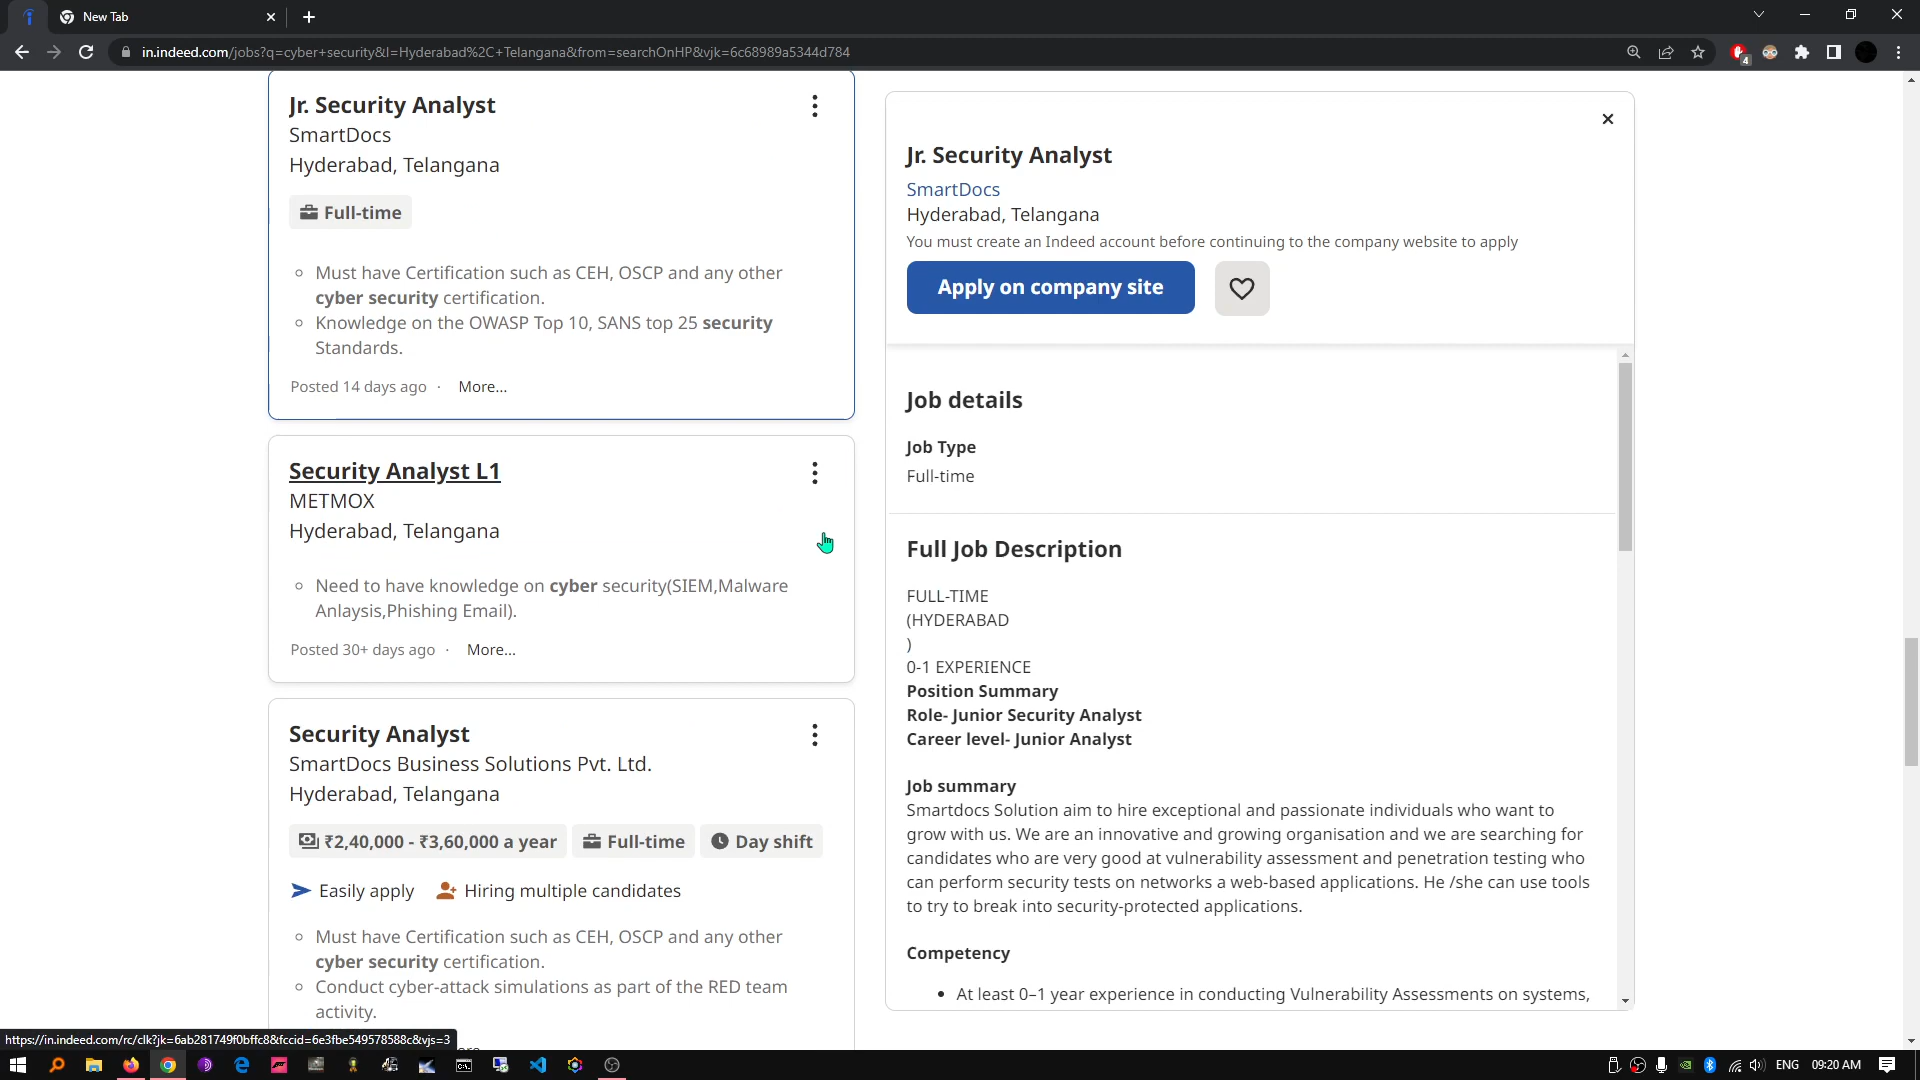 New Tab
in.indeed.com/jobs?q=cyber+security&l=Hyderabad%2C+Telangana&from=searchOnHP&vjk=6c68989a5344d784
4
Jr. Security Analyst
SmartDocs
Hyderabad, Telangana
Full-time
Must have Certification such as CEH, OSCP and any other
cyber security certification.
Knowledge on the OWASP Top 10, SANS top 25 security
Standards.
Posted 14 days ago · More...
Security Analyst L1
METMOX
Hyderabad, Telangana
Need to have knowledge on cyber security(SIEM,Malware
Anlaysis,Phishing Email).
Posted 30+ days ago · More...
Security Analyst
SmartDocs Business Solutions Pvt. Ltd.
Hyderabad, Telangana
₹2,40,000 - ₹3,60,000 a year
Full-time
Day shift
Easily apply
Hiring multiple candidates
Must have Certification such as CEH, OSCP and any other
cyber security certification.
Conduct cyber-attack simulations as part of the RED team
activity.
Jr. Security Analyst
SmartDocs
Hyderabad, Telangana
You must create an Indeed account before continuing to the company website to apply
Apply on company site
Job details
Job Type
Full-time
Full Job Description
FULL-TIME
(HYDERABAD
)
0-1 EXPERIENCE
Position Summary
Role- Junior Security Analyst
Career level- Junior Analyst
Job summary
Smartdocs Solution aim to hire exceptional and passionate individuals who want to
grow with us. We are an innovative and growing organisation and we are searching for
candidates who are very good at vulnerability assessment and penetration testing who
can perform security tests on networks a web-based applications. He /she can use tools
to try to break into security-protected applications.
Competency
At least 0–1 year experience in conducting Vulnerability Assessments on systems,
https://in.indeed.com/rc/clk?jk=6ab281749f0bffc8&fccid=6e3fbe549578588c&vjs=3
ENG
09:20 AM